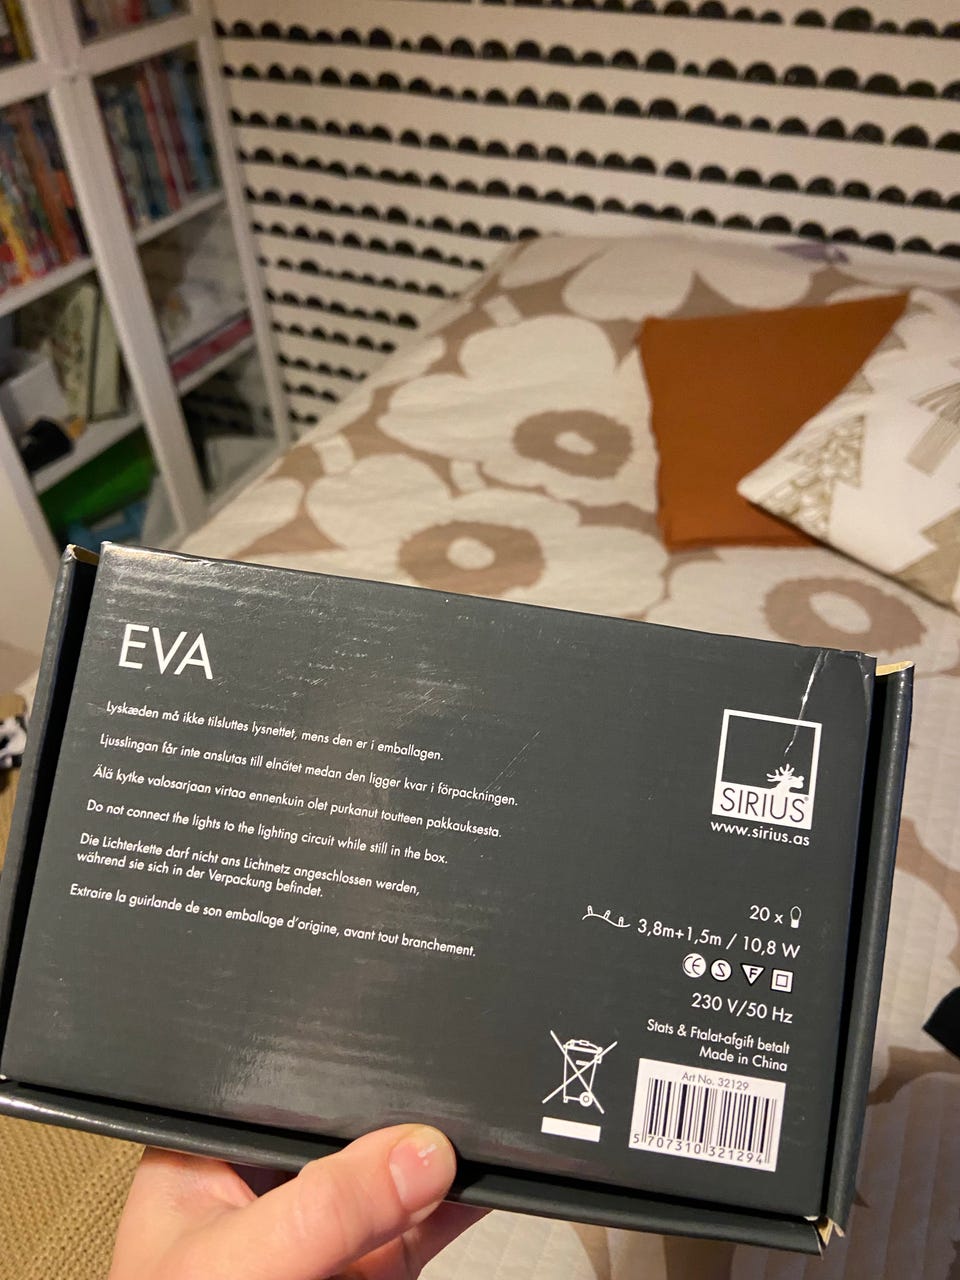 EVA
Lyskæden må ikke tilsluttes lysnettet, mens den er i emballagen.
Ljusslingan får inte anslutas till elnätet medan den ligger kvar i förpackningen.
Älä kytke valosarjaan virtaa ennenkuin olet purkanut toutteen pakkauksesta.
Do not connect the lights to the lighting circuit while still in the box.
Die Lichterkette darf nicht ans Lichtnetz angeschlossen werden,
während sie sich in der Verpackung befindet.
Extraire la guirlande de son emballage d'origine, avant tout branchement.
SIRIUS®
www.sirius.as
20 x
3,8m+1,5m / 10,8 W
CE S F
230 V/50 Hz
Stats & Ftalat-afgift betalt
Made in China
Art No. 32129
5 707310 321294